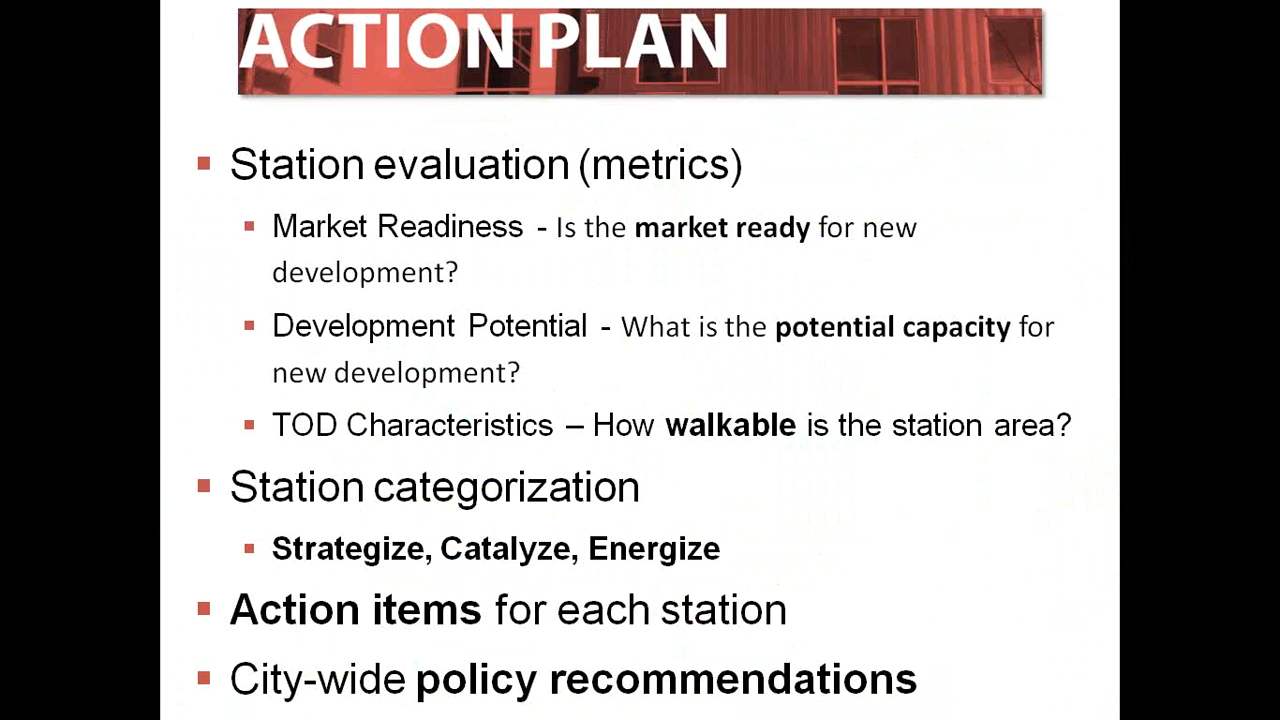 ACTION PLAN
Station evaluation (metrics)
Market Readiness - Is the market ready for new
development?
Development Potential - What is the potential capacity for
new development?
TOD Characteristics – How walkable is the station area?
Station categorization
Strategize, Catalyze, Energize
Action items for each station
City-wide policy recommendations